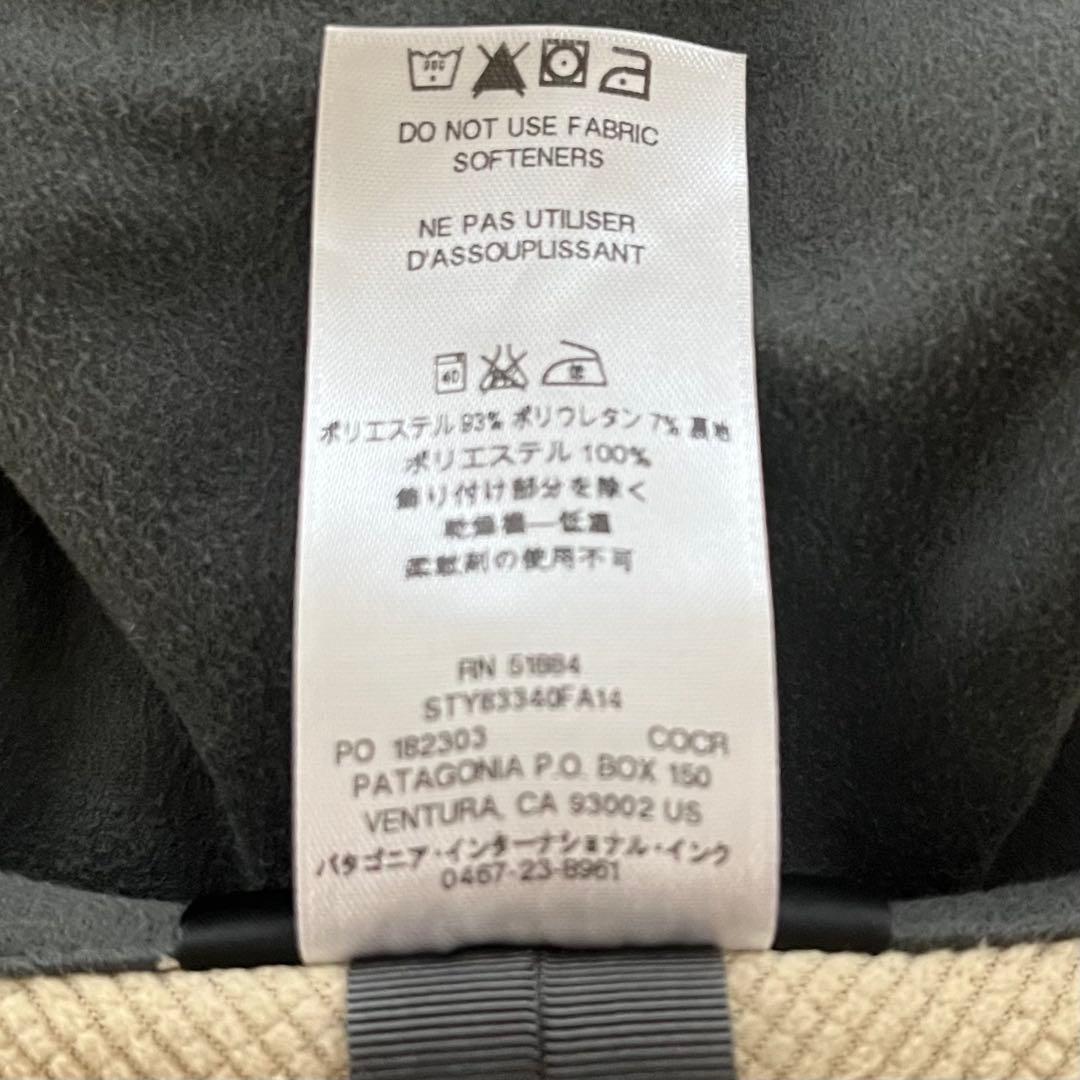 DO NOT USE FABRIC
SOFTENERS
NE PAS UTILISER
D'ASSOUPLISSANT
40
ポリエステル 93% ポリウレタン 7% 裏地
ポリエステル 100%
飾り付け部分を除く
乾燥機—低温
柔軟剤の使用不可
RN 51884
STY83340FA14
PO 182303 COCR
PATAGONIA P.O. BOX 150
VENTURA, CA 93002 US
パタゴニア・インターナショナル・インク
0467-23-8961